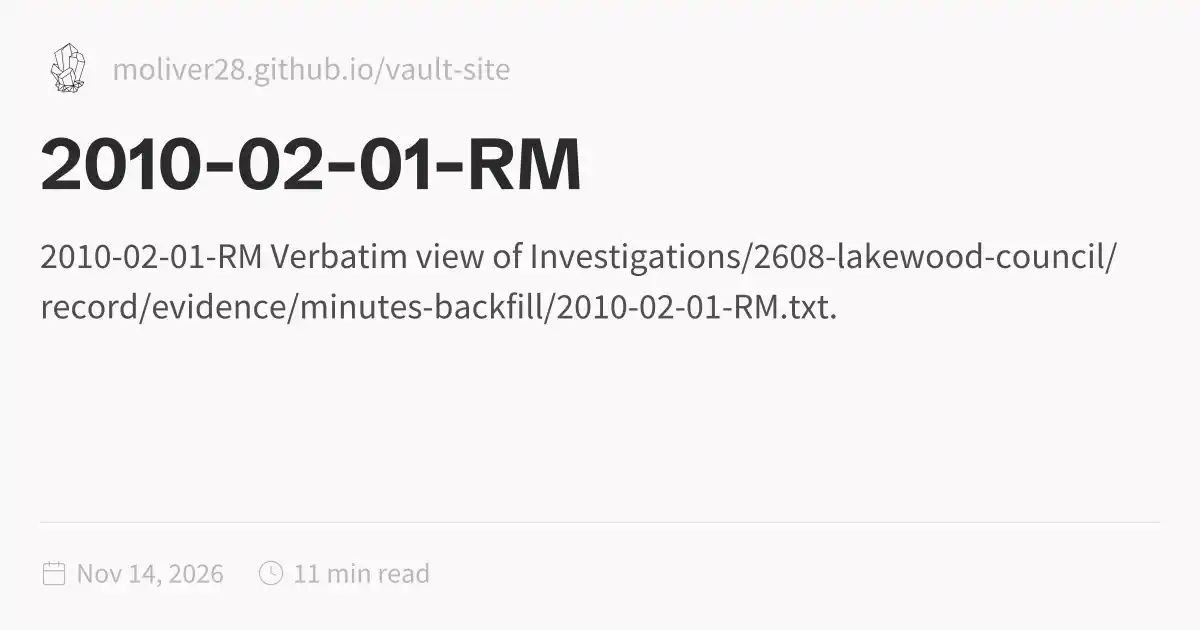 moliver28.github.io/vault-site
2010-02-01-RM
2010-02-01-RM Verbatim view of Investigations/2608-lakewood-council/
record/evidence/minutes-backfill/2010-02-01-RM.txt.
Nov 14, 2026 11 min read